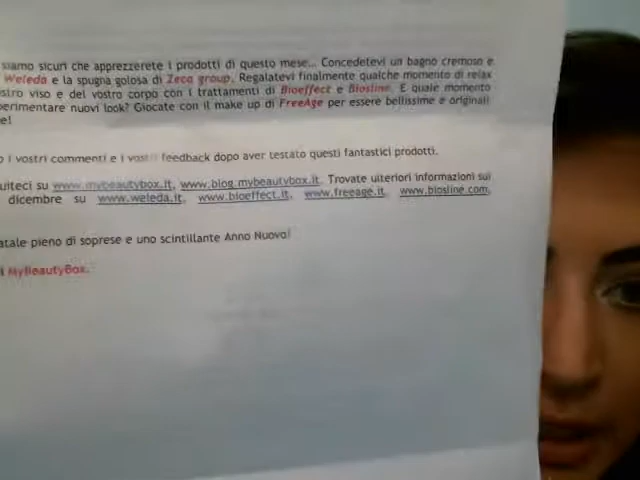 siamo sicuri che apprezzerete i prodotti di questo mese... Concedetevi un bagno cremoso e
Weleda e la spugna golosa di Zeca group. Regalatevi finalmente qualche momento di relax
stro viso e del vostro corpo con i trattamenti di Bioeffect e Biosline. E quale momento
perimentare nuovi look? Giocate con il make up di FreeAge per essere bellissime e originali
e!
o i vostri commenti e i vostri feedback dopo aver testato questi fantastici prodotti.
uiteci su www.mybeautybox.it, www.blog.mybeautybox.it. Trovate ulteriori informazioni sui
dicembre su www.weleda.it, www.bioeffect.it, www.freeage.it, www.biosline.com.
atale pieno di soprese e uno scintillante Anno Nuovo!
i MyBeautyBox.